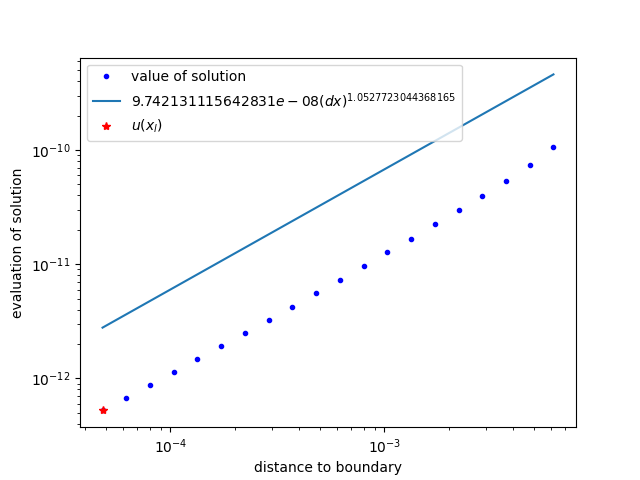 value of solution
9.742131115642831e − 08(dx)^1.0527723044368165
u(x_l)
10^−10
10^−11
10^−12
evaluation of solution
10^−4
10^−3
distance to boundary